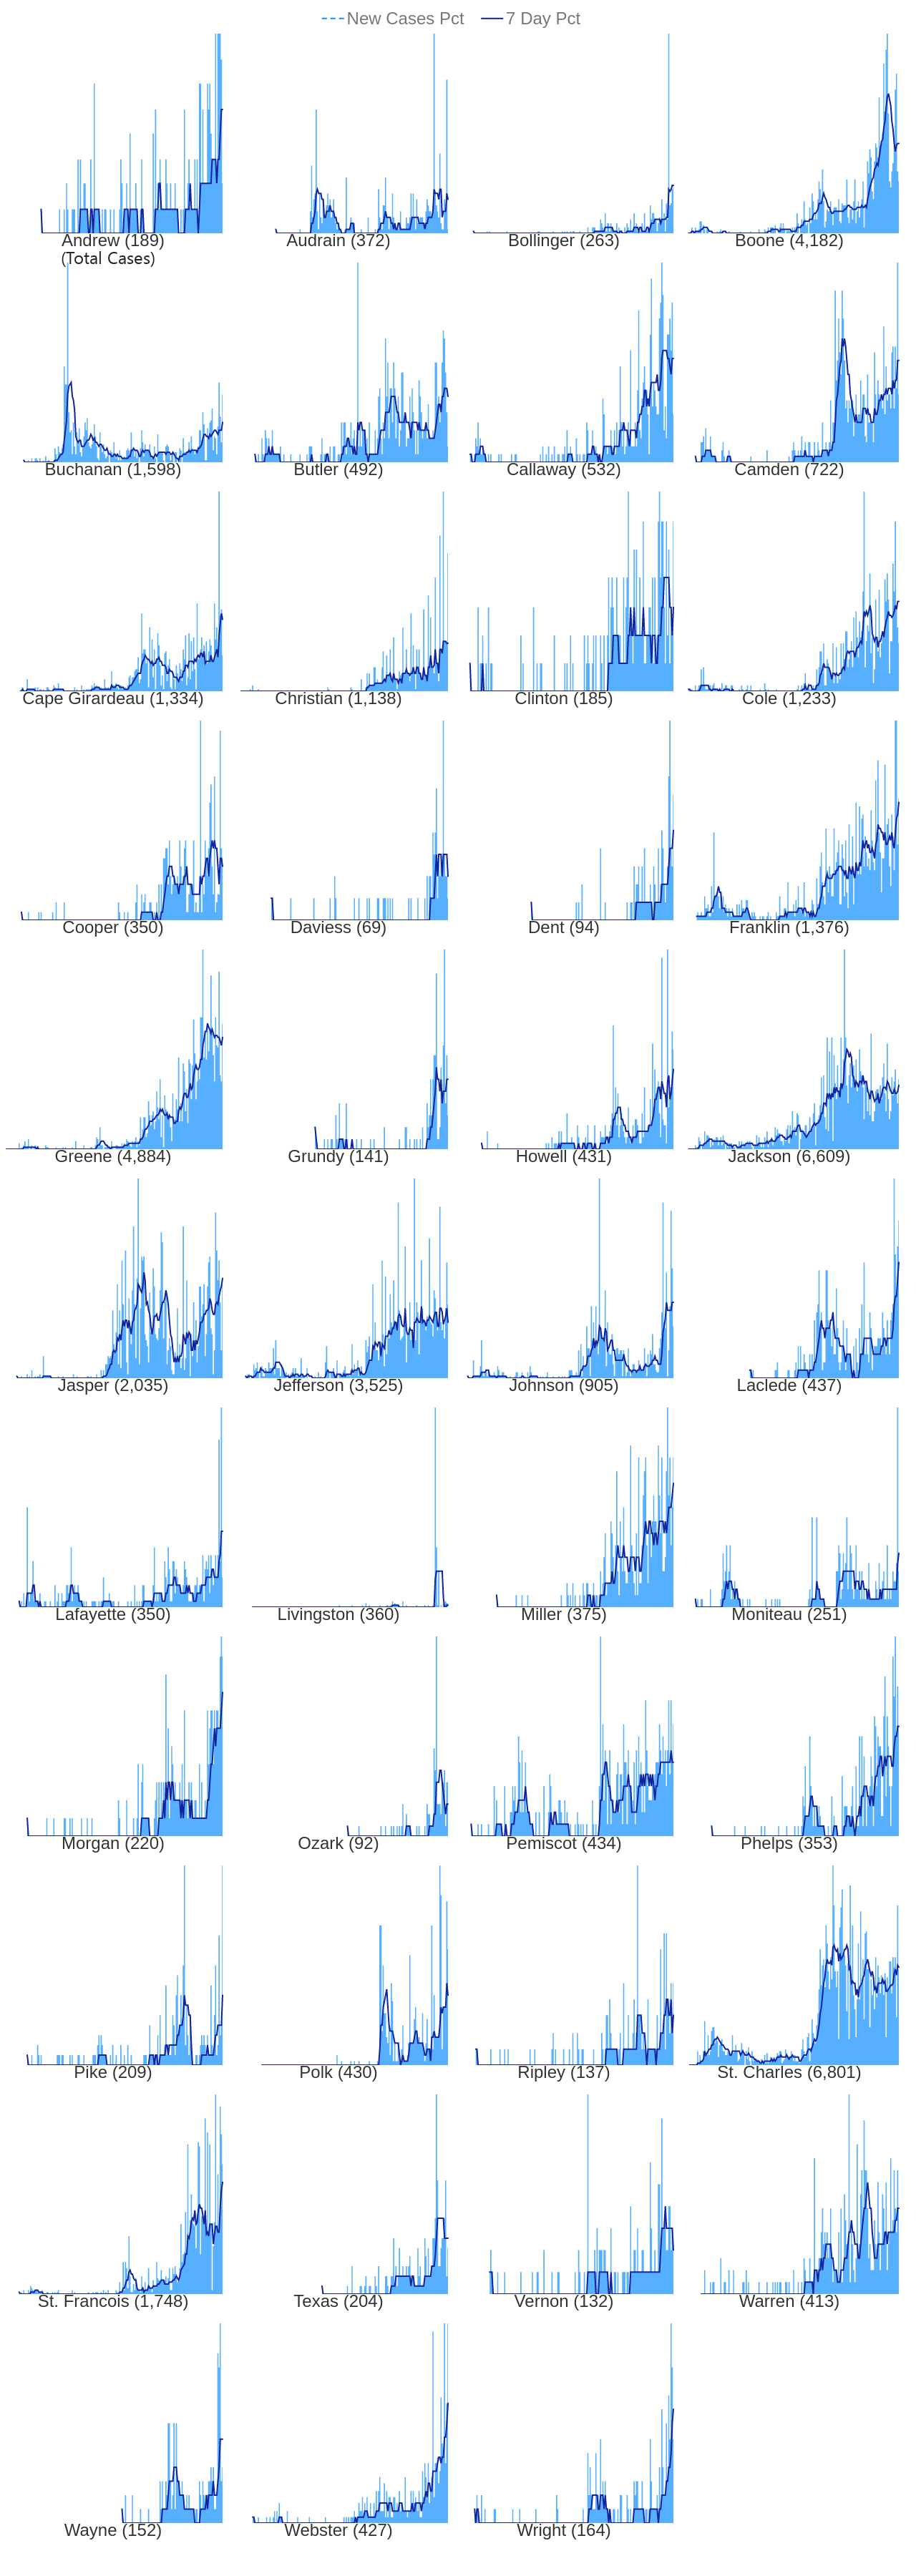 New Cases Pct 7 Day Pct
Andrew (189) Audrain (372) Bollinger (263) Boone (4,182)
(Total Cases)
Buchanan (1,598) Butler (492) Callaway (532) Camden (722)
Cape Girardeau (1,334) Christian (1,138) Clinton (185) Cole (1,233)
Cooper (350) Daviess (69) Dent (94) Franklin (1,376)
Greene (4,884) Grundy (141) Howell (431) Jackson (6,609)
Jasper (2,035) Jefferson (3,525) Johnson (905) Laclede (437)
Lafayette (350) Livingston (360) Miller (375) Moniteau (251)
Morgan (220) Ozark (92) Pemiscot (434) Phelps (353)
Pike (209) Polk (430) Ripley (137) St. Charles (6,801)
St. Francois (1,748) Texas (204) Vernon (132) Warren (413)
Wayne (152) Webster (427) Wright (164)